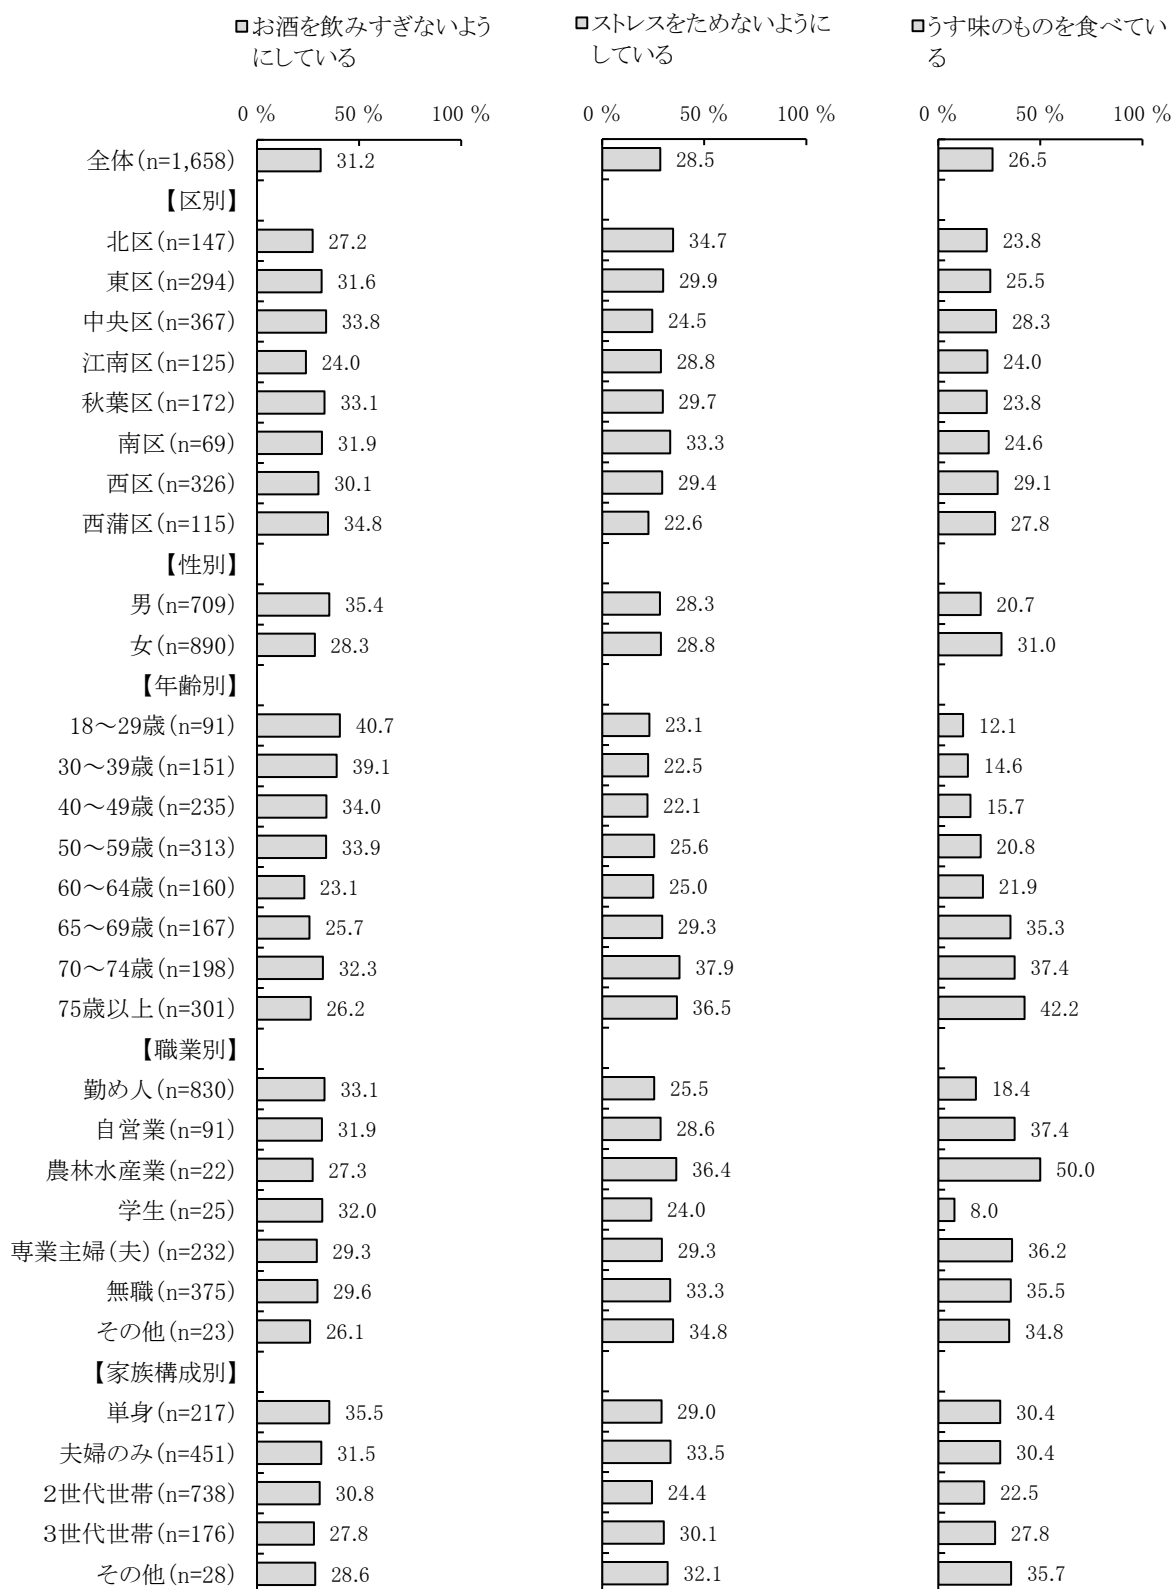 お酒を飲みすぎないよう
にしている
ストレスをためないように
している
うす味のものを食べてい
る
0 % 50 % 100 % 0 % 50 % 100 % 0 % 50 % 100 %
全体(n=1,658) 31.2 28.5 26.5
【区別】
北区(n=147) 27.2 34.7 23.8
東区(n=294) 31.6 29.9 25.5
中央区(n=367) 33.8 24.5 28.3
江南区(n=125) 24.0 28.8 24.0
秋葉区(n=172) 33.1 29.7 23.8
南区(n=69) 31.9 33.3 24.6
西区(n=326) 30.1 29.4 29.1
西蒲区(n=115) 34.8 22.6 27.8
【性別】
男(n=709) 35.4 28.3 20.7
女(n=890) 28.3 28.8 31.0
【年齢別】
18～29歳(n=91) 40.7 23.1 12.1
30～39歳(n=151) 39.1 22.5 14.6
40～49歳(n=235) 34.0 22.1 15.7
50～59歳(n=313) 33.9 25.6 20.8
60～64歳(n=160) 23.1 25.0 21.9
65～69歳(n=167) 25.7 29.3 35.3
70～74歳(n=198) 32.3 37.9 37.4
75歳以上(n=301) 26.2 36.5 42.2
【職業別】
勤め人(n=830) 33.1 25.5 18.4
自営業(n=91) 31.9 28.6 37.4
農林水産業(n=22) 27.3 36.4 50.0
学生(n=25) 32.0 24.0 8.0
専業主婦(夫)(n=232) 29.3 29.3 36.2
無職(n=375) 29.6 33.3 35.5
その他(n=23) 26.1 34.8 34.8
【家族構成別】
単身(n=217) 35.5 29.0 30.4
夫婦のみ(n=451) 31.5 33.5 30.4
２世代世帯(n=738) 30.8 24.4 22.5
３世代世帯(n=176) 27.8 30.1 27.8
その他(n=28) 28.6 32.1 35.7